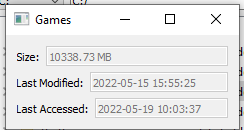 C:/
Games
Size: 10338.73 MB
Last Modified: 2022-05-15 15:55:25
Last Accessed: 2022-05-19 10:03:37